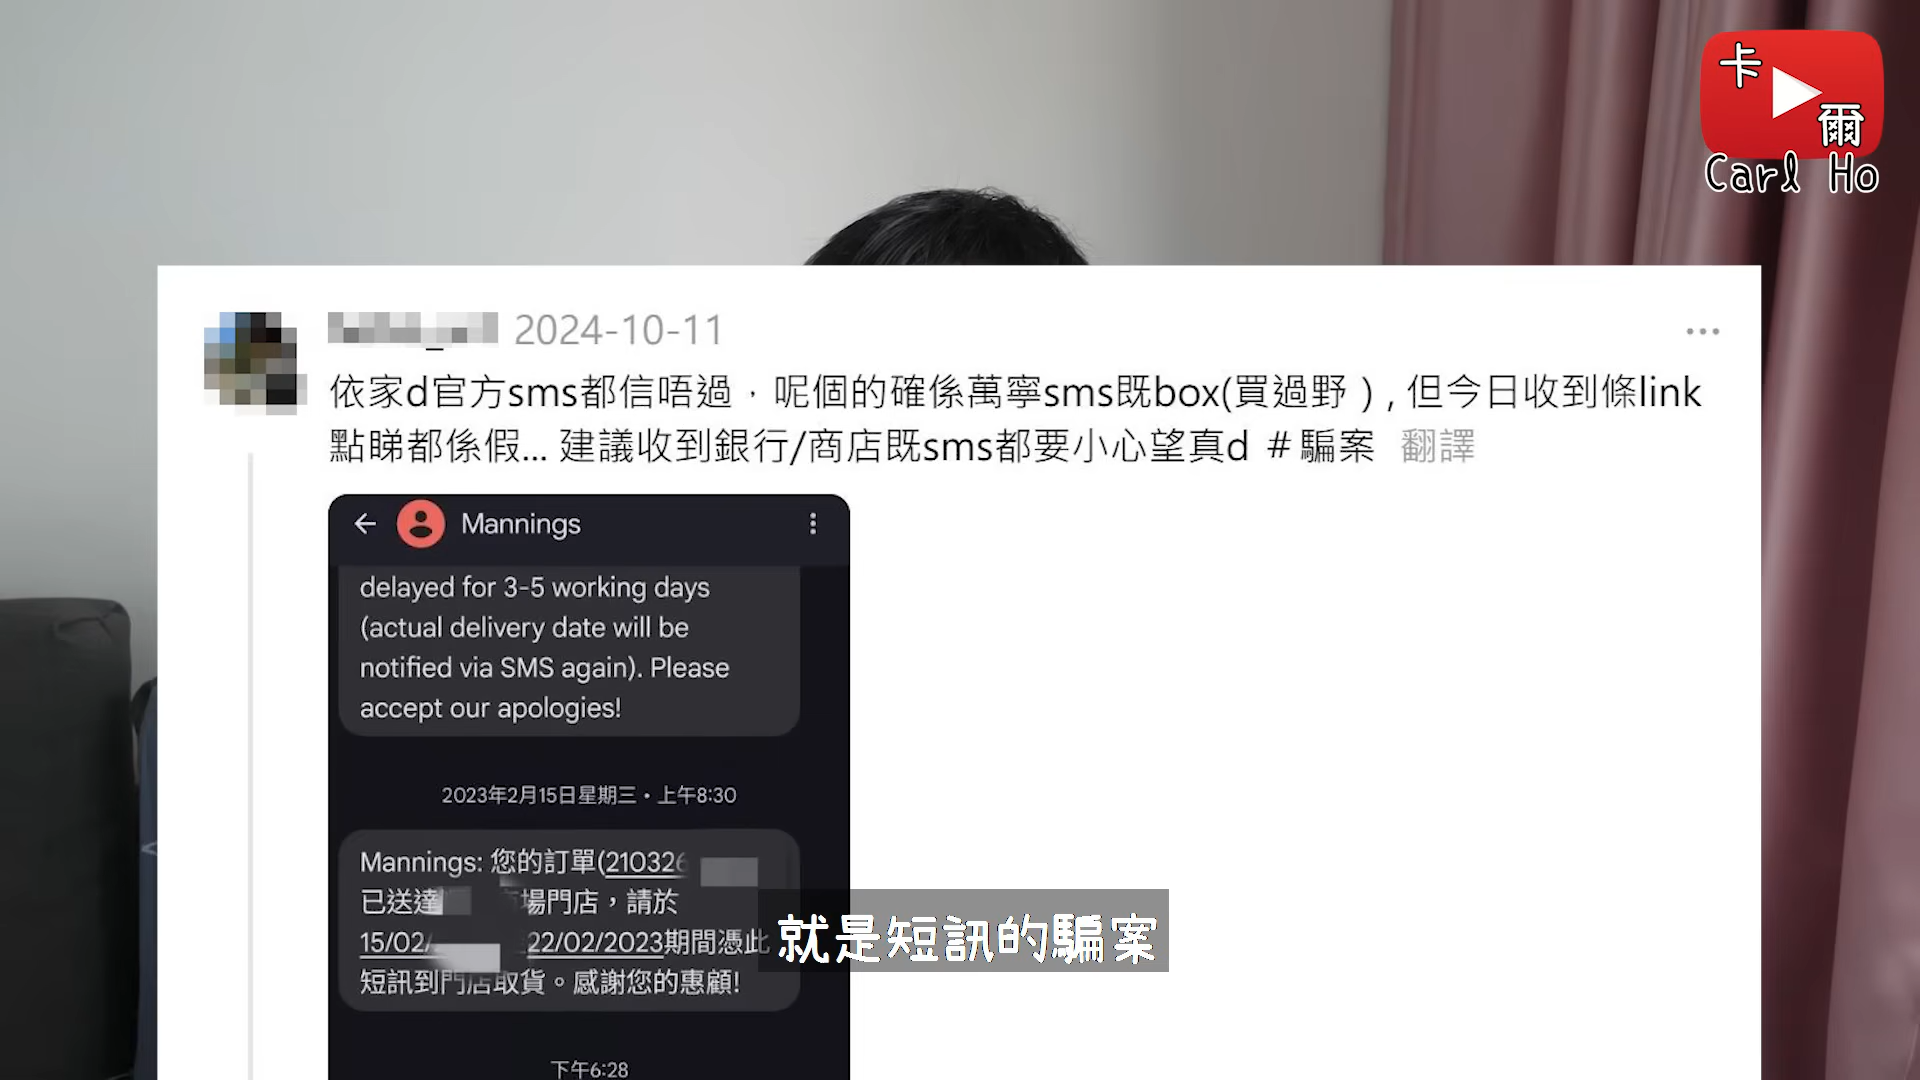 卡
爾
Carl Ho
2024-10-11
依家d官方sms都信唔過，呢個的確係萬寧sms既box(買過野 ) , 但今日收到條link
點睇都係假... 建議收到銀行/商店既sms都要小心望真d #騙案 翻譯
Mannings
delayed for 3-5 working days
(actual delivery date will be
notified via SMS again). Please
accept our apologies!
2023年2月15日星期三 • 上午8:30
Mannings: 您的訂單(210326
已送達 場門店，請於
15/02/ 22/02/2023期間憑此
短訊到門店取貨。感謝您的惠顧!
就是短訊的騙案
下午6:28